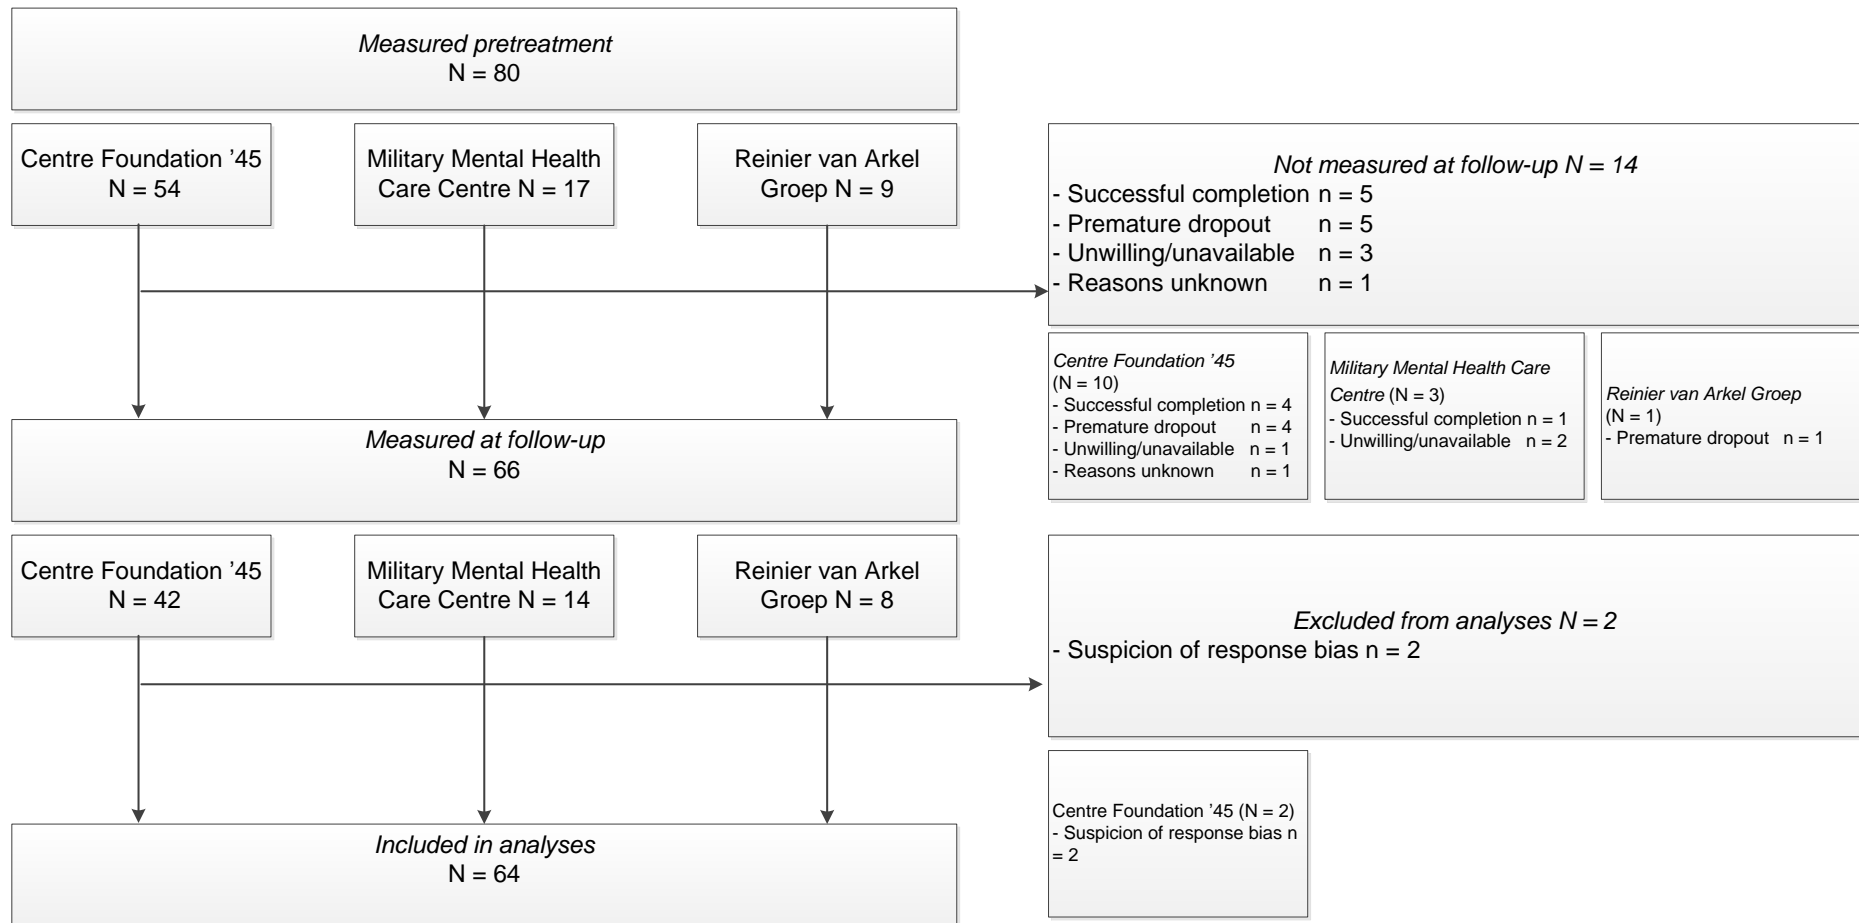 Measured pretreatment
N = 80
Centre Foundation ’45
N = 54
Military Mental Health
Care Centre N = 17
Reinier van Arkel
Groep N = 9
Not measured at follow-up N = 14
- Successful completion n = 5
- Premature dropout n = 5
- Unwilling/unavailable n = 3
- Reasons unknown n = 1
Centre Foundation ’45
(N = 10)
- Successful completion n = 4
- Premature dropout n = 4
- Unwilling/unavailable n = 1
- Reasons unknown n = 1
Military Mental Health Care
Centre (N = 3)
- Successful completion n = 1
- Unwilling/unavailable n = 2
Reinier van Arkel Groep
(N = 1)
- Premature dropout n = 1
Measured at follow-up
N = 66
Centre Foundation ’45
N = 42
Military Mental Health
Care Centre N = 14
Reinier van Arkel
Groep N = 8
Excluded from analyses N = 2
- Suspicion of response bias n = 2
Centre Foundation ’45 (N = 2)
- Suspicion of response bias n
= 2
Included in analyses
N = 64